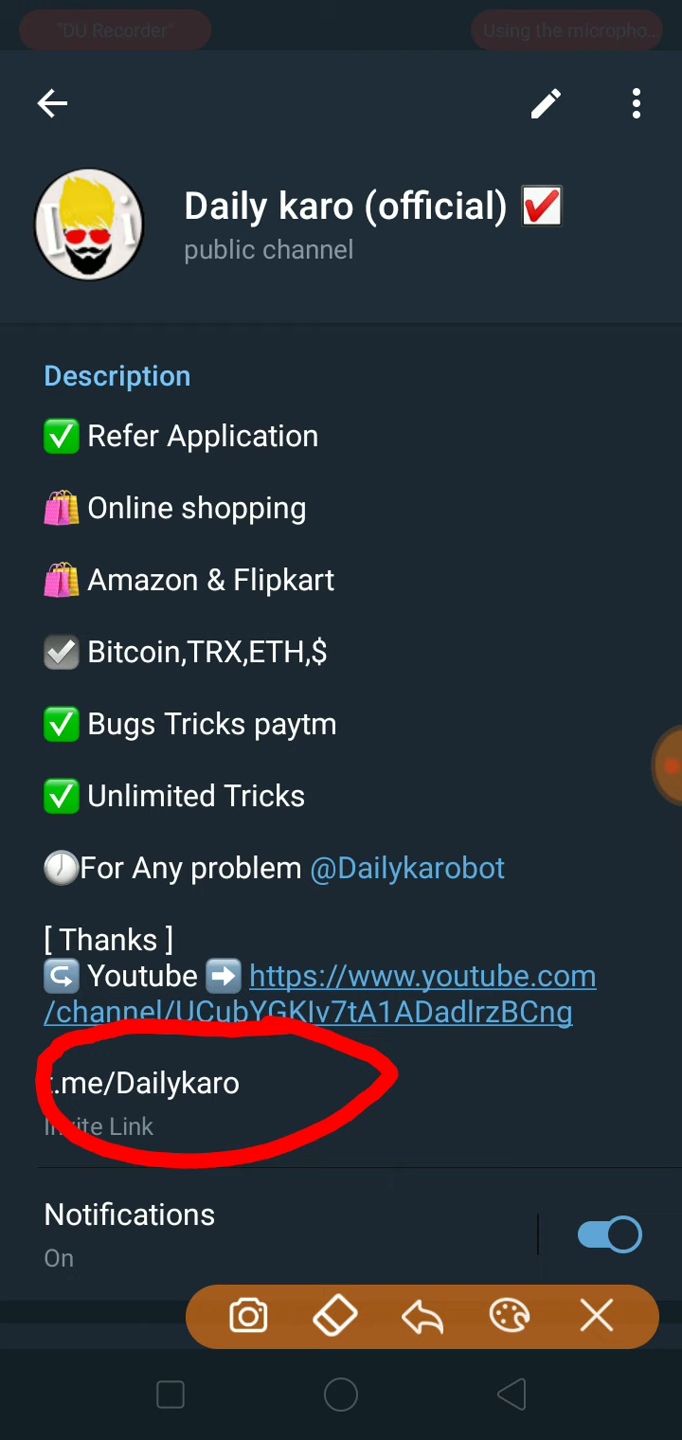 "DU Recorder"
Using the micropho...
Daily karo (official)
public channel
Description
✅ Refer Application
🛍 Online shopping
🛍 Amazon & Flipkart
☑ Bitcoin,TRX,ETH,$
✅ Bugs Tricks paytm
✅ Unlimited Tricks
🕖For Any problem @Dailykarobot
[ Thanks ]
↪ Youtube ➡ https://www.youtube.com
/channel/UCubYGKIv7tA1ADadlrzBCng
t.me/Dailykaro
Invite Link
Notifications
On